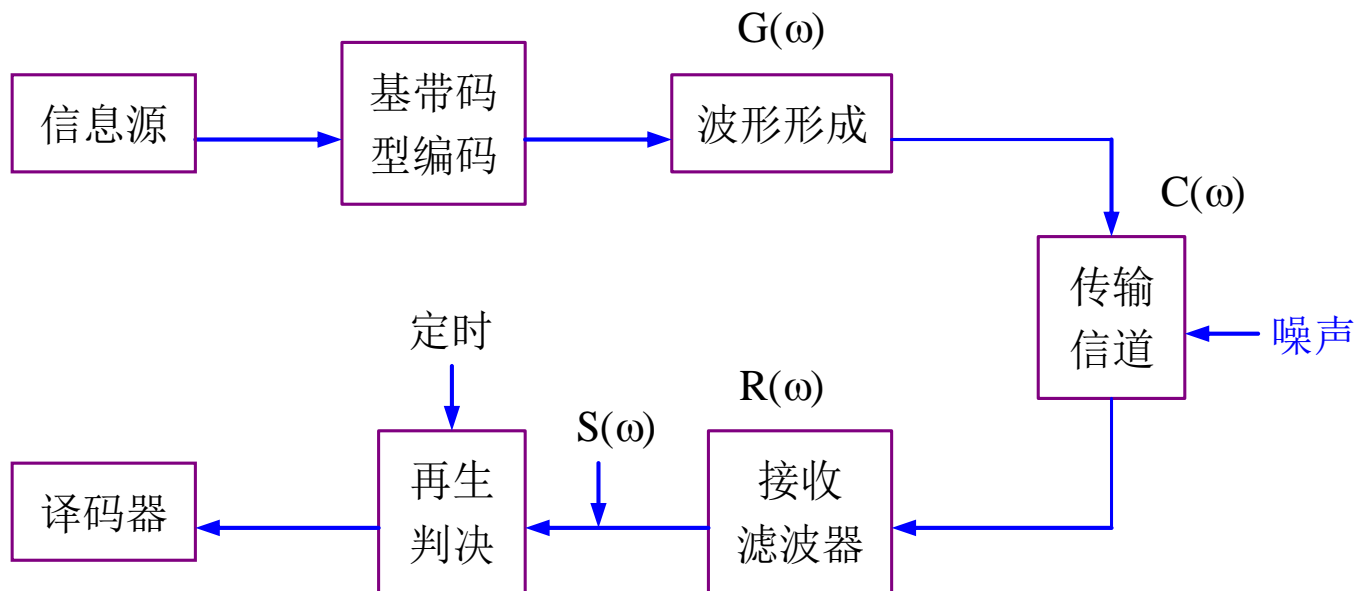 G(ω)
信息源
基带码
型编码
波形形成
C(ω)
传输
信道
噪声
定时
R(ω)
S(ω)
接收
滤波器
再生
判决
译码器